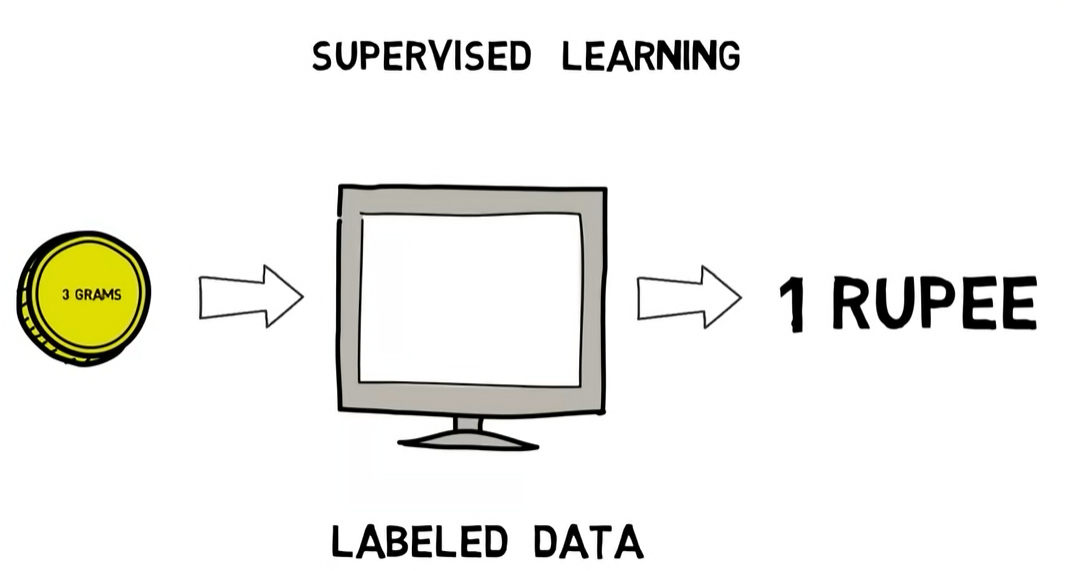 SUPERVISED LEARNING
3 GRAMS
1 RUPEE
LABELED DATA